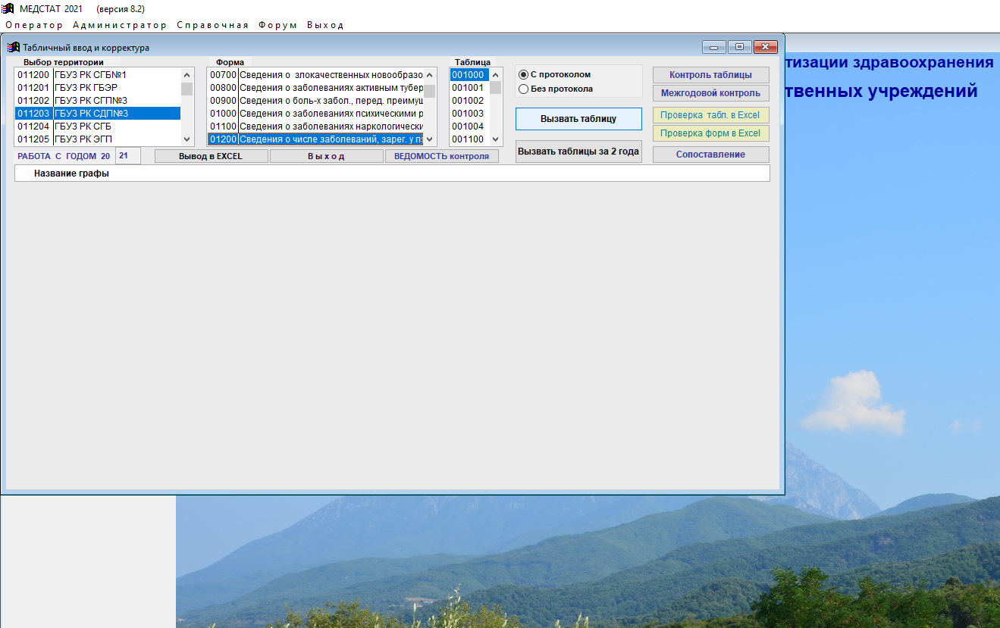 МЕДСТАТ 2021 (версия 8.2)
Оператор Администратор Справочная Форум Выход
Табличный ввод и корректура
тизации здравоохранения
твенных учреждений
Выбор территории
011200 ГБУЗ РК СГБ№1
011201 ГБУЗ РК ГБЭР
011202 ГБУЗ РК СГП№3
011203 ГБУЗ РК СДП№3
011204 ГБУЗ РК СГБ
011205 ГБУЗ РК ЭГП
Форма
00700 Сведения о злокачественных новообразо
00800 Сведения о заболеваниях активным тубер
00900 Сведения о боль-х забол., перед. преимущ
01000 Сведения о заболеваниях психическими р
01100 Сведения о заболеваниях наркологически
01200 Сведения о числе заболеваний, зарег. у па
Таблица
001000
001001
001002
001003
001004
001100
С протоколом
Без протокола
Вызвать таблицу
Вызвать таблицы за 2 года
Контроль таблицы
Межгодовой контроль
Проверка табл. в Excel
Проверка форм в Excel
Сопоставление
РАБОТА С ГОДОМ 20 21
Вывод в EXCEL
Выход
ВЕДОМОСТЬ контроля
Название графы